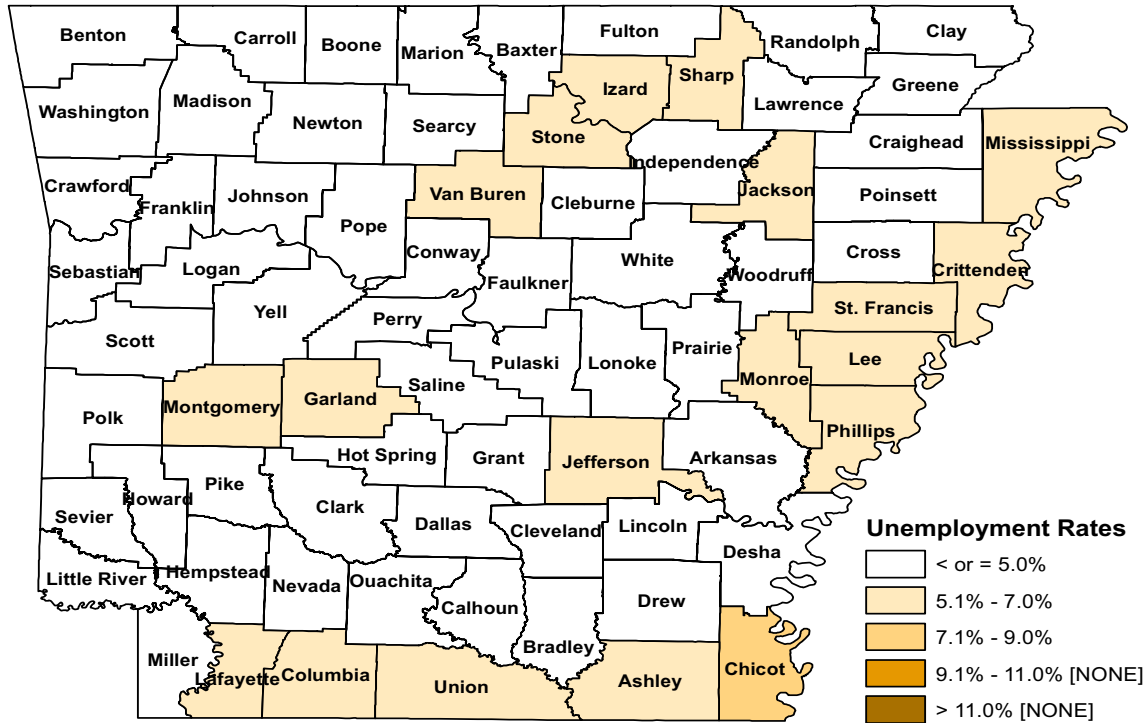 Benton
Carroll
Boone
Marion
Baxter
Fulton
Randolph
Clay
Sharp
Izard
Greene
Washington
Madison
Newton
Searcy
Lawrence
Stone
Craighead
Mississippi
Independence
Crawford
Franklin
Johnson
Van Buren
Cleburne
Jackson
Poinsett
Pope
Conway
White
Cross
Sebastian
Logan
Faulkner
Woodruff
Crittenden
Yell
Perry
St. Francis
Scott
Pulaski
Lonoke
Prairie
Lee
Saline
Monroe
Montgomery
Garland
Polk
Phillips
Hot Spring
Grant
Jefferson
Arkansas
Howard
Pike
Clark
Sevier
Dallas
Cleveland
Lincoln
Desha
Little River
Hempstead
Nevada
Ouachita
Calhoun
Drew
Bradley
Miller
Lafayette
Columbia
Union
Ashley
Chicot
Unemployment Rates
< or = 5.0%
5.1% - 7.0%
7.1% - 9.0%
9.1% - 11.0% [NONE]
> 11.0% [NONE]